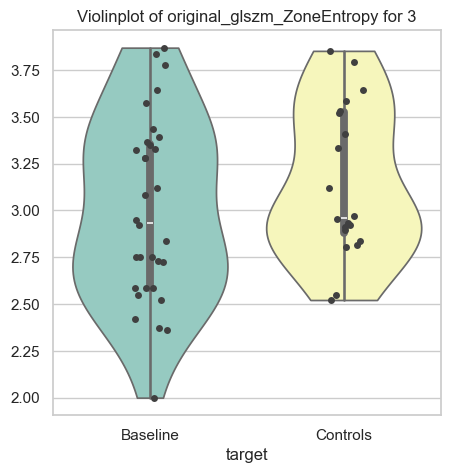 Violinplot of original_glszm_ZoneEntropy for 3
3.75
3.50
3.25
3.00
2.75
2.50
2.25
2.00
Baseline
Controls
target